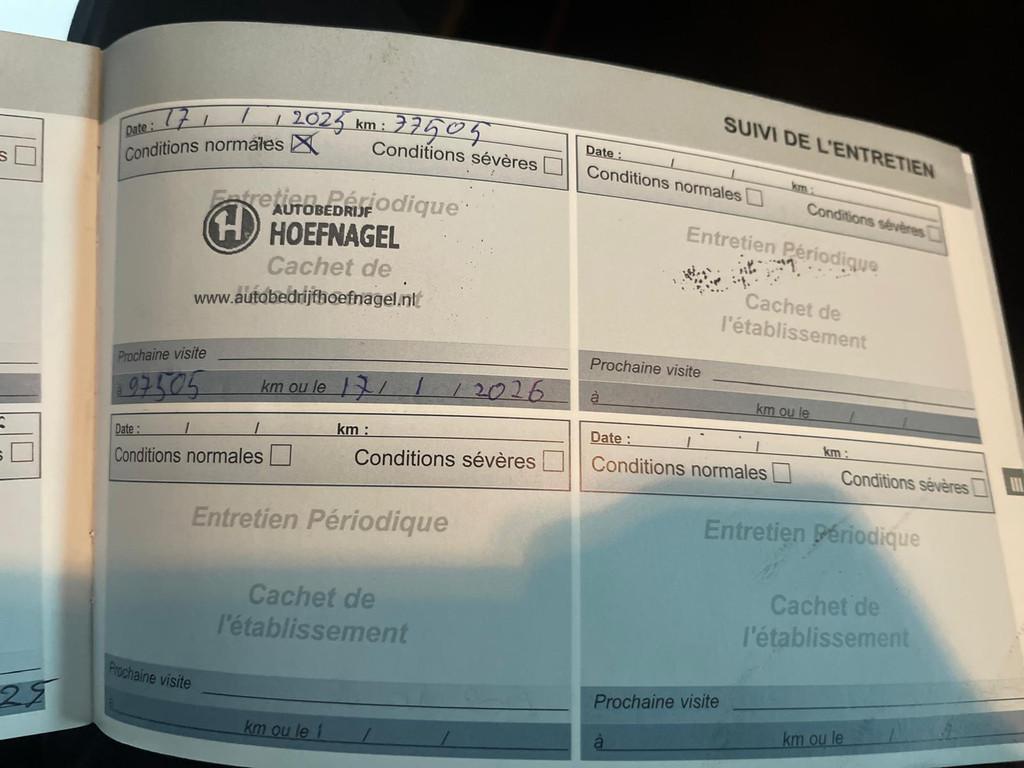 SUIVI DE L'ENTRETIEN
Date : 17 / 1 / 2025 km : 77505
Conditions normales Conditions sévères
Entretien Périodique
AUTOBEDRIJF
HOEFNAGEL
Cachet de
l'établissement
www.autobedrijfhoefnagel.nl
Prochaine visite
à 97505 km ou le 17 / 1 / 2026
Date : / / km :
Conditions normales Conditions sévères
Entretien Périodique
Cachet de
l'établissement
Prochaine visite
à km ou le / /
Date : / / km :
Conditions normales Conditions sévères
Entretien Périodique
Cachet de
l'établissement
Prochaine visite
à km ou le / /
Date : / / km :
Conditions normales Conditions sévères
Entretien Périodique
Cachet de
l'établissement
Prochaine visite
à km ou le / /
III
s
s
25